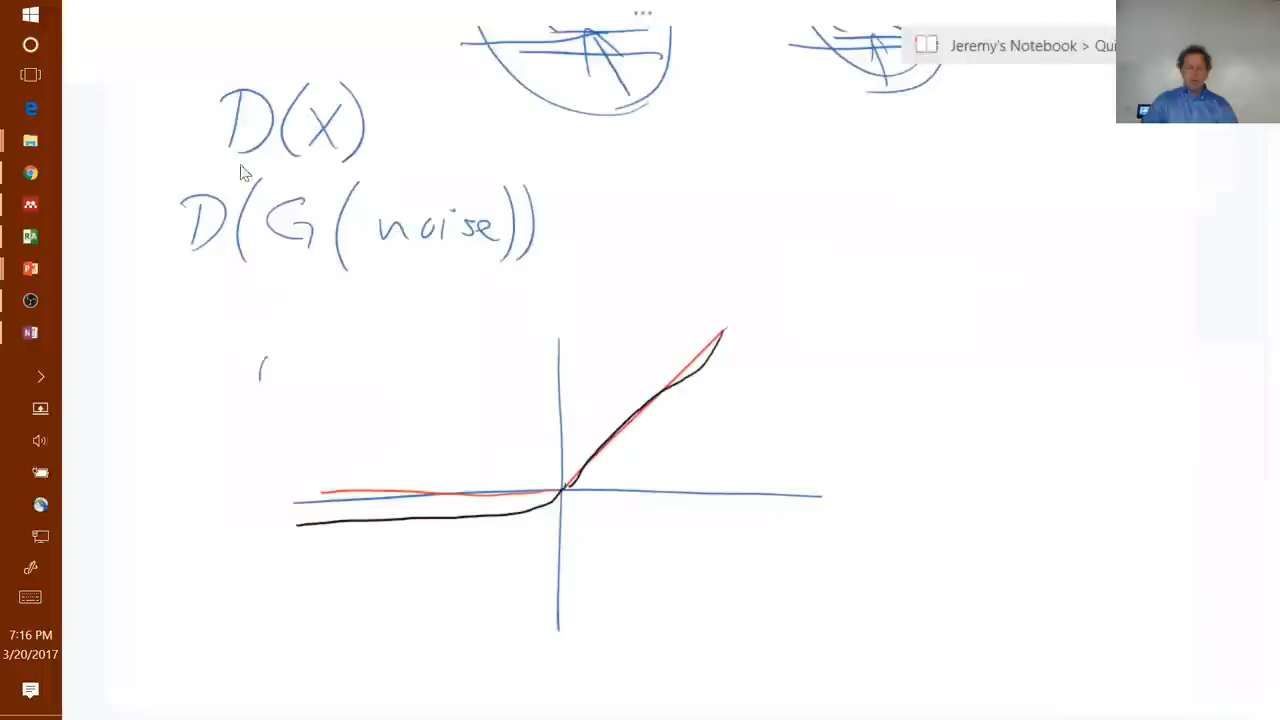 Jeremy's Notebook > Qui
D(X)
D(G(noise))
7:16 PM
3/20/2017